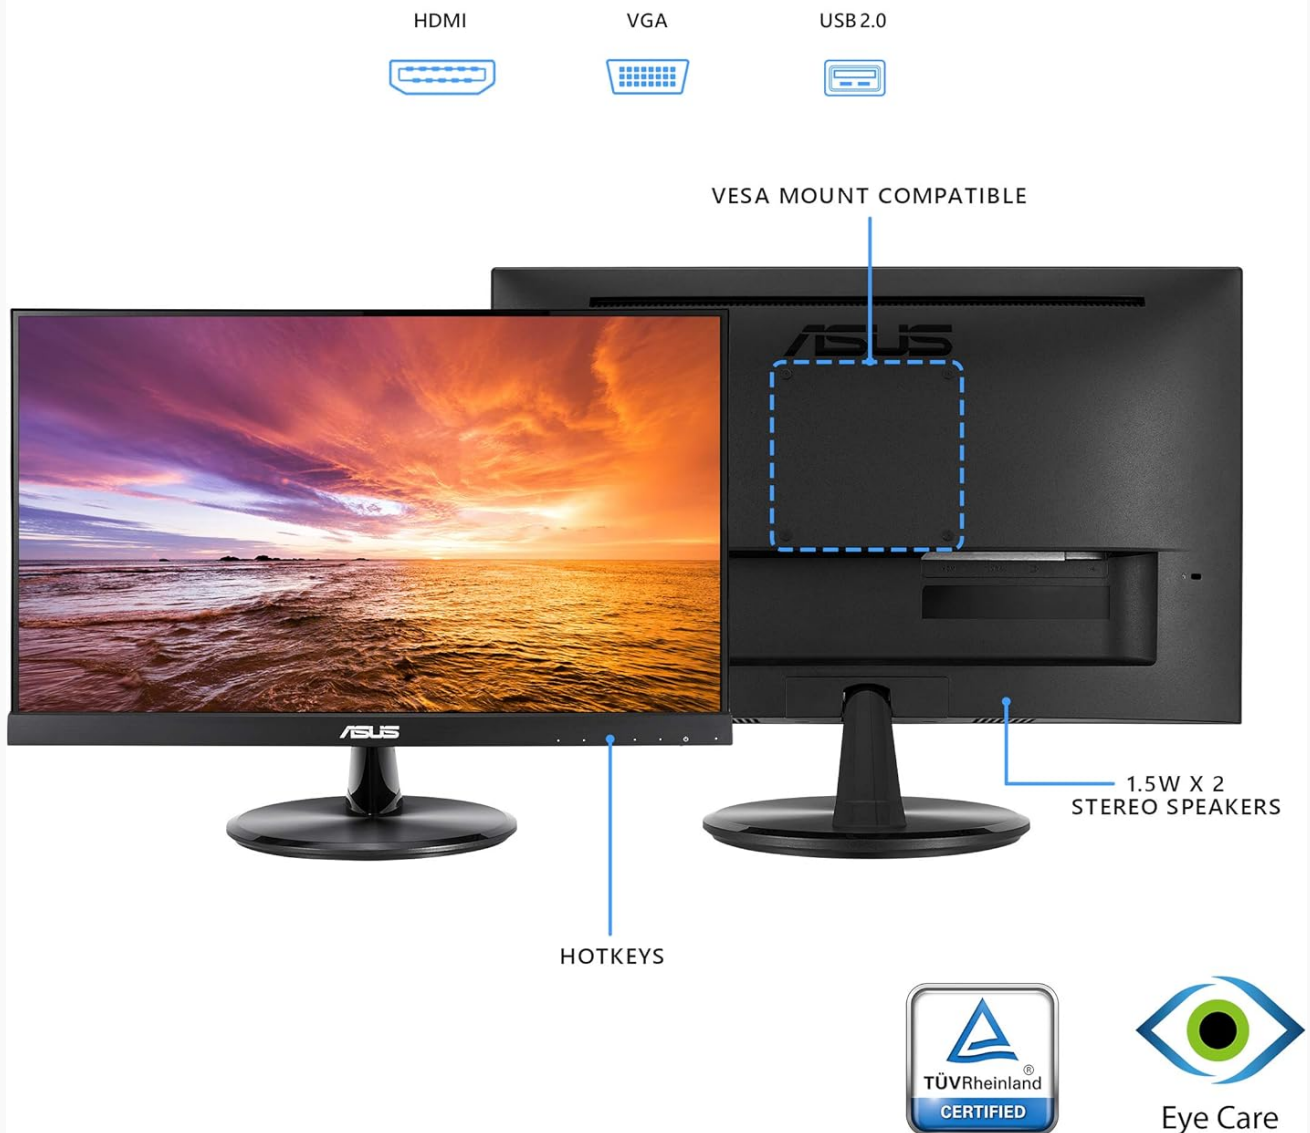 HDMI
VGA
USB 2.0
VESA MOUNT COMPATIBLE
ASUS
ASUS
HOTKEYS
1.5W X 2
STEREO SPEAKERS
TÜVRheinland®
CERTIFIED
Eye Care